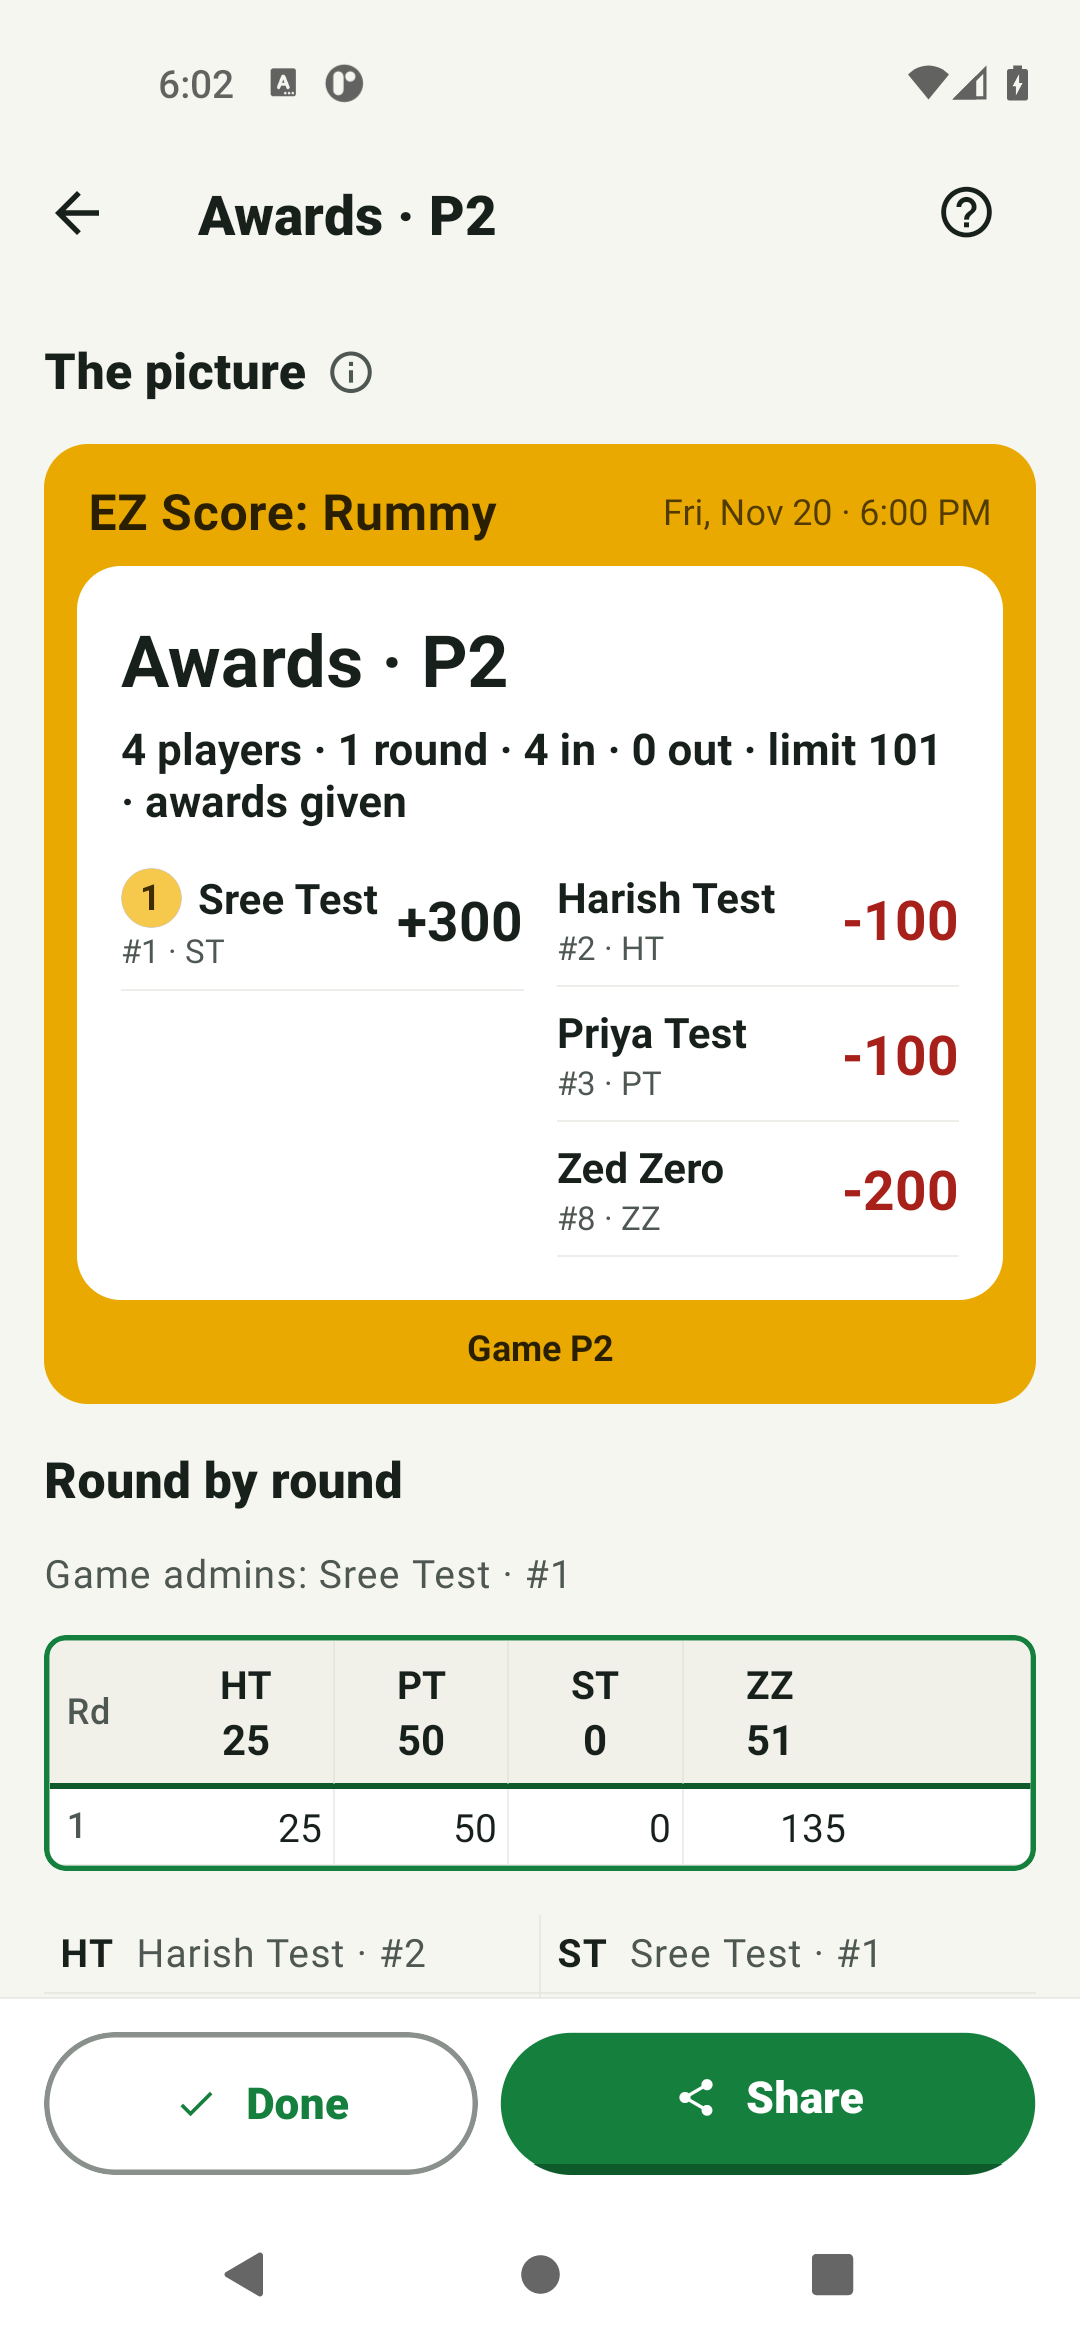 6:02
Awards · P2
The picture
EZ Score: Rummy
Fri, Nov 20 · 6:00 PM
Awards · P2
4 players · 1 round · 4 in · 0 out · limit 101
· awards given
1 Sree Test +300
#1 · ST
Harish Test -100
#2 · HT
Priya Test -100
#3 · PT
Zed Zero -200
#8 · ZZ
Game P2
Round by round
Game admins: Sree Test · #1
Rd HT PT ST ZZ
25 50 0 51
1 25 50 0 135
HT Harish Test · #2
ST Sree Test · #1
Done
Share